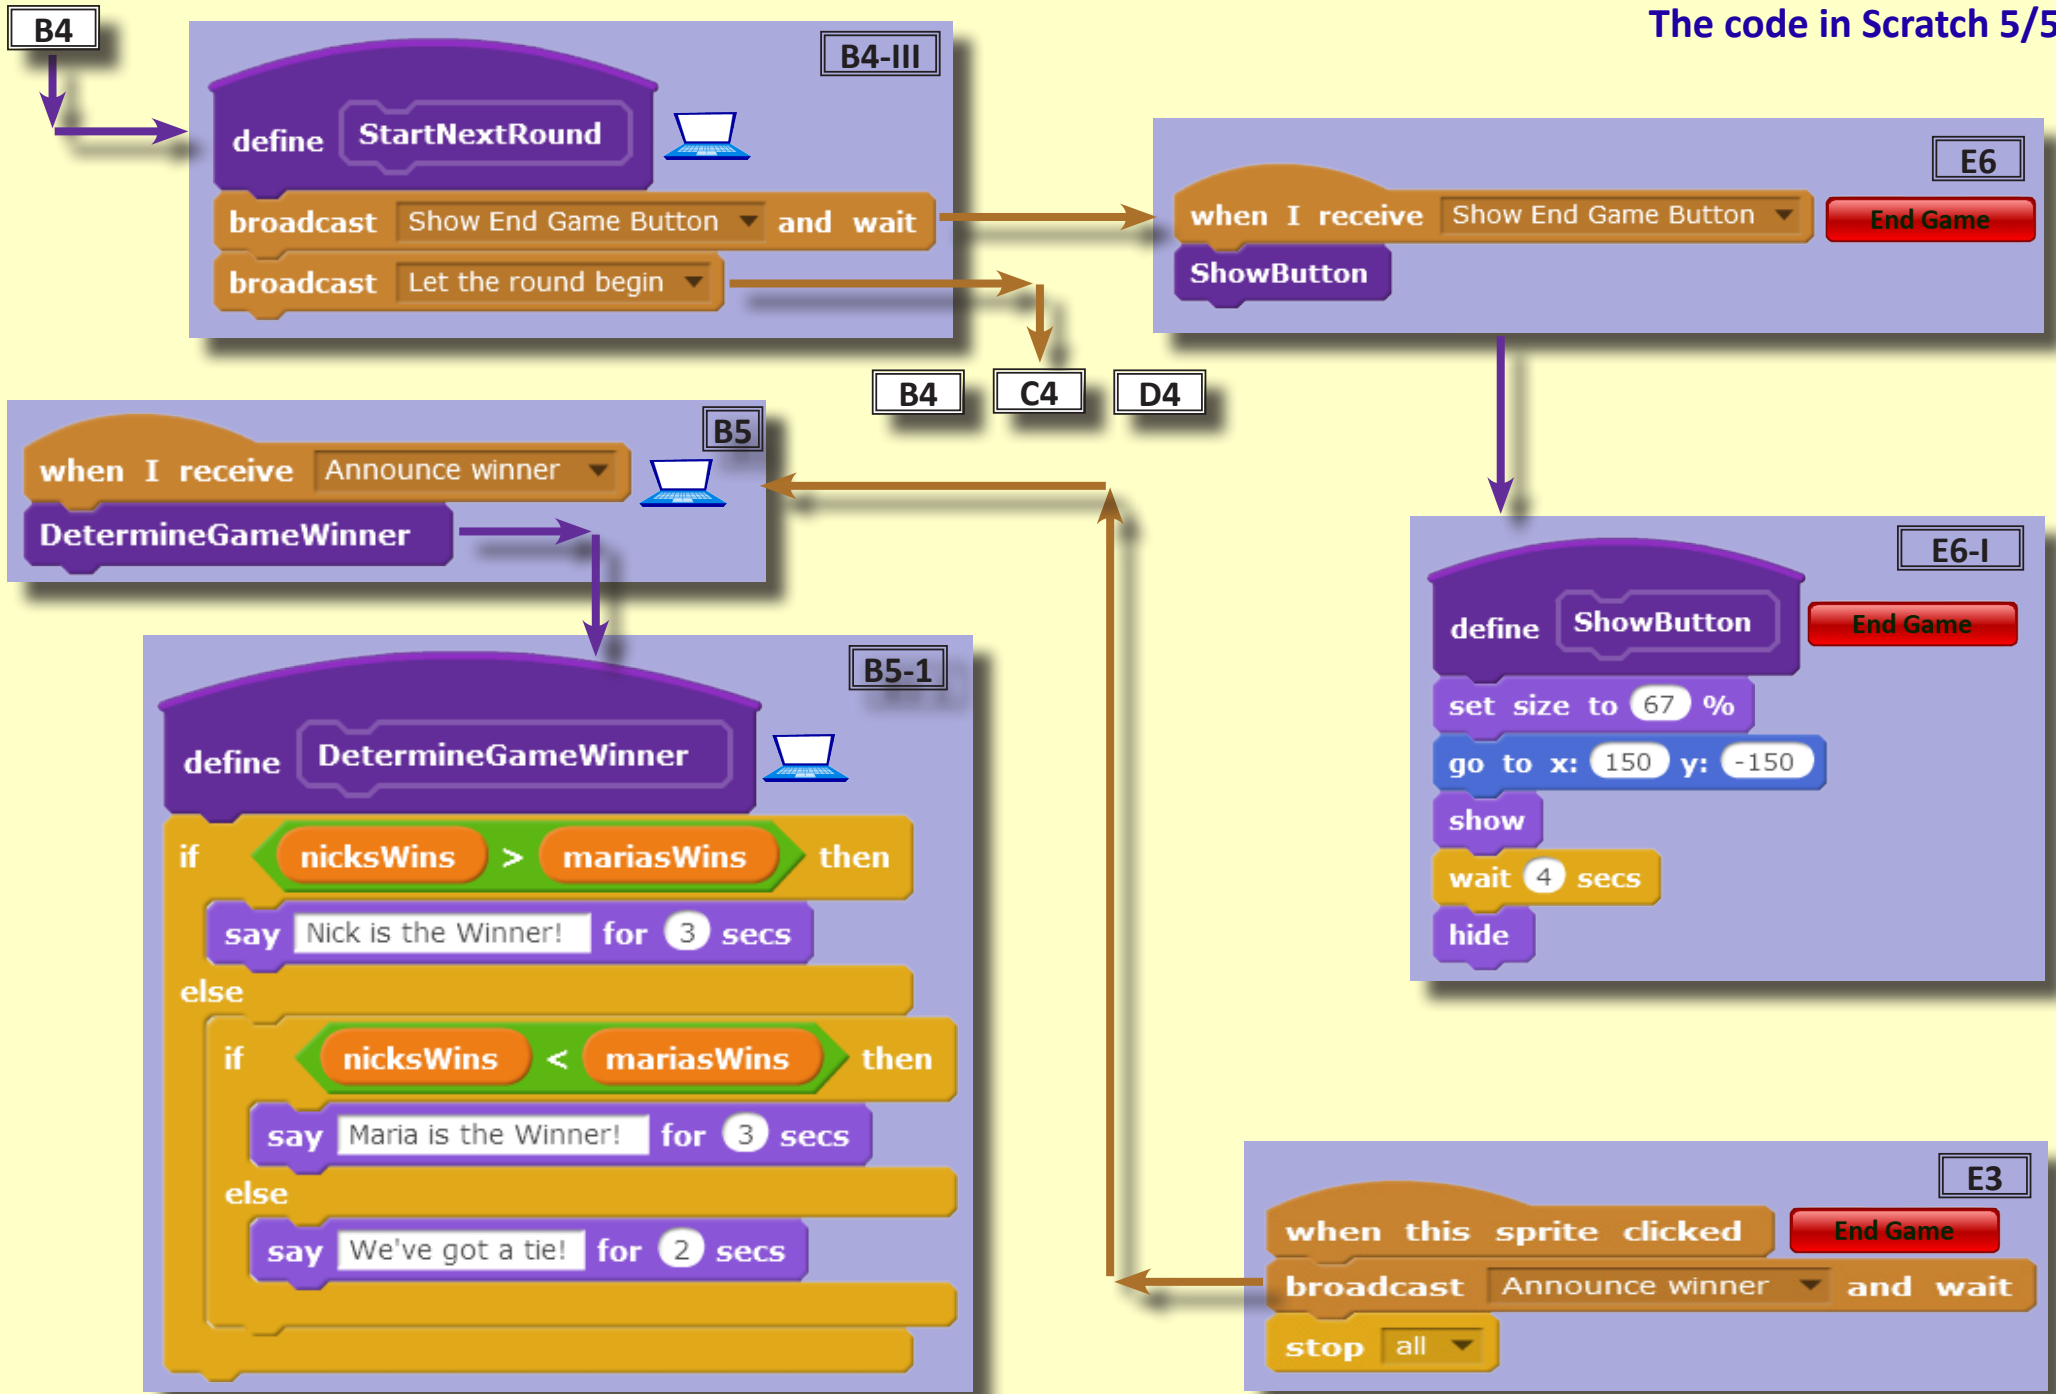 The code in Scratch 5/5
B4
B4-III
define StartNextRound
broadcast Show End Game Button and wait
broadcast Let the round begin
E6
when I receive Show End Game Button
End Game
ShowButton
B4 C4 D4
B5
when I receive Announce winner
DetermineGameWinner
E6-I
define ShowButton
End Game
set size to 67 %
go to x: 150 y: -150
show
wait 4 secs
hide
B5-1
define DetermineGameWinner
if nicksWins > mariasWins then
say Nick is the Winner! for 3 secs
else
if nicksWins < mariasWins then
say Maria is the Winner! for 3 secs
else
say We've got a tie! for 2 secs
E3
when this sprite clicked
End Game
broadcast Announce winner and wait
stop all